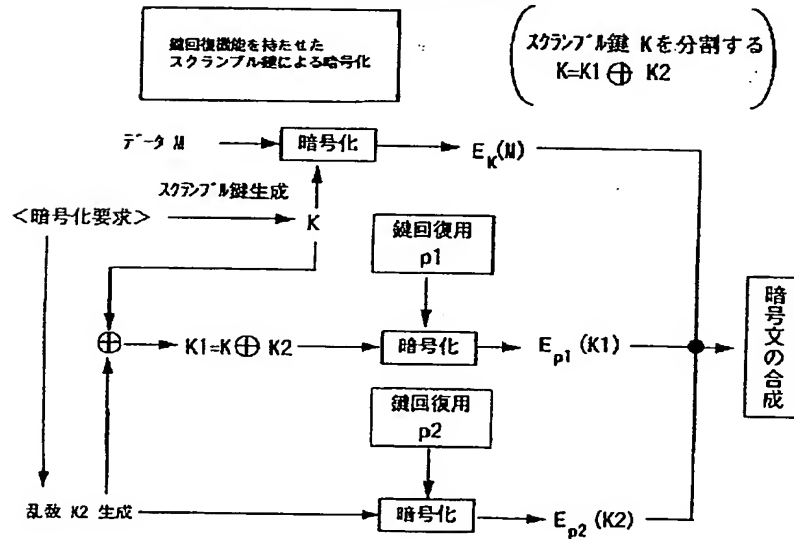 鍵回復機能を持たせた
スクランブル鍵による暗号化
スクランブル鍵 Kを分割する
K=K1 ⊕ K2
データ M
暗号化
E_K(M)
スクランブル鍵生成
<暗号化要求>
K
鍵回復用
p1
⊕
K1=K⊕ K2
暗号化
E_p1 (K1)
暗号文の合成
鍵回復用
p2
乱数 K2 生成
暗号化
E_p2 (K2)